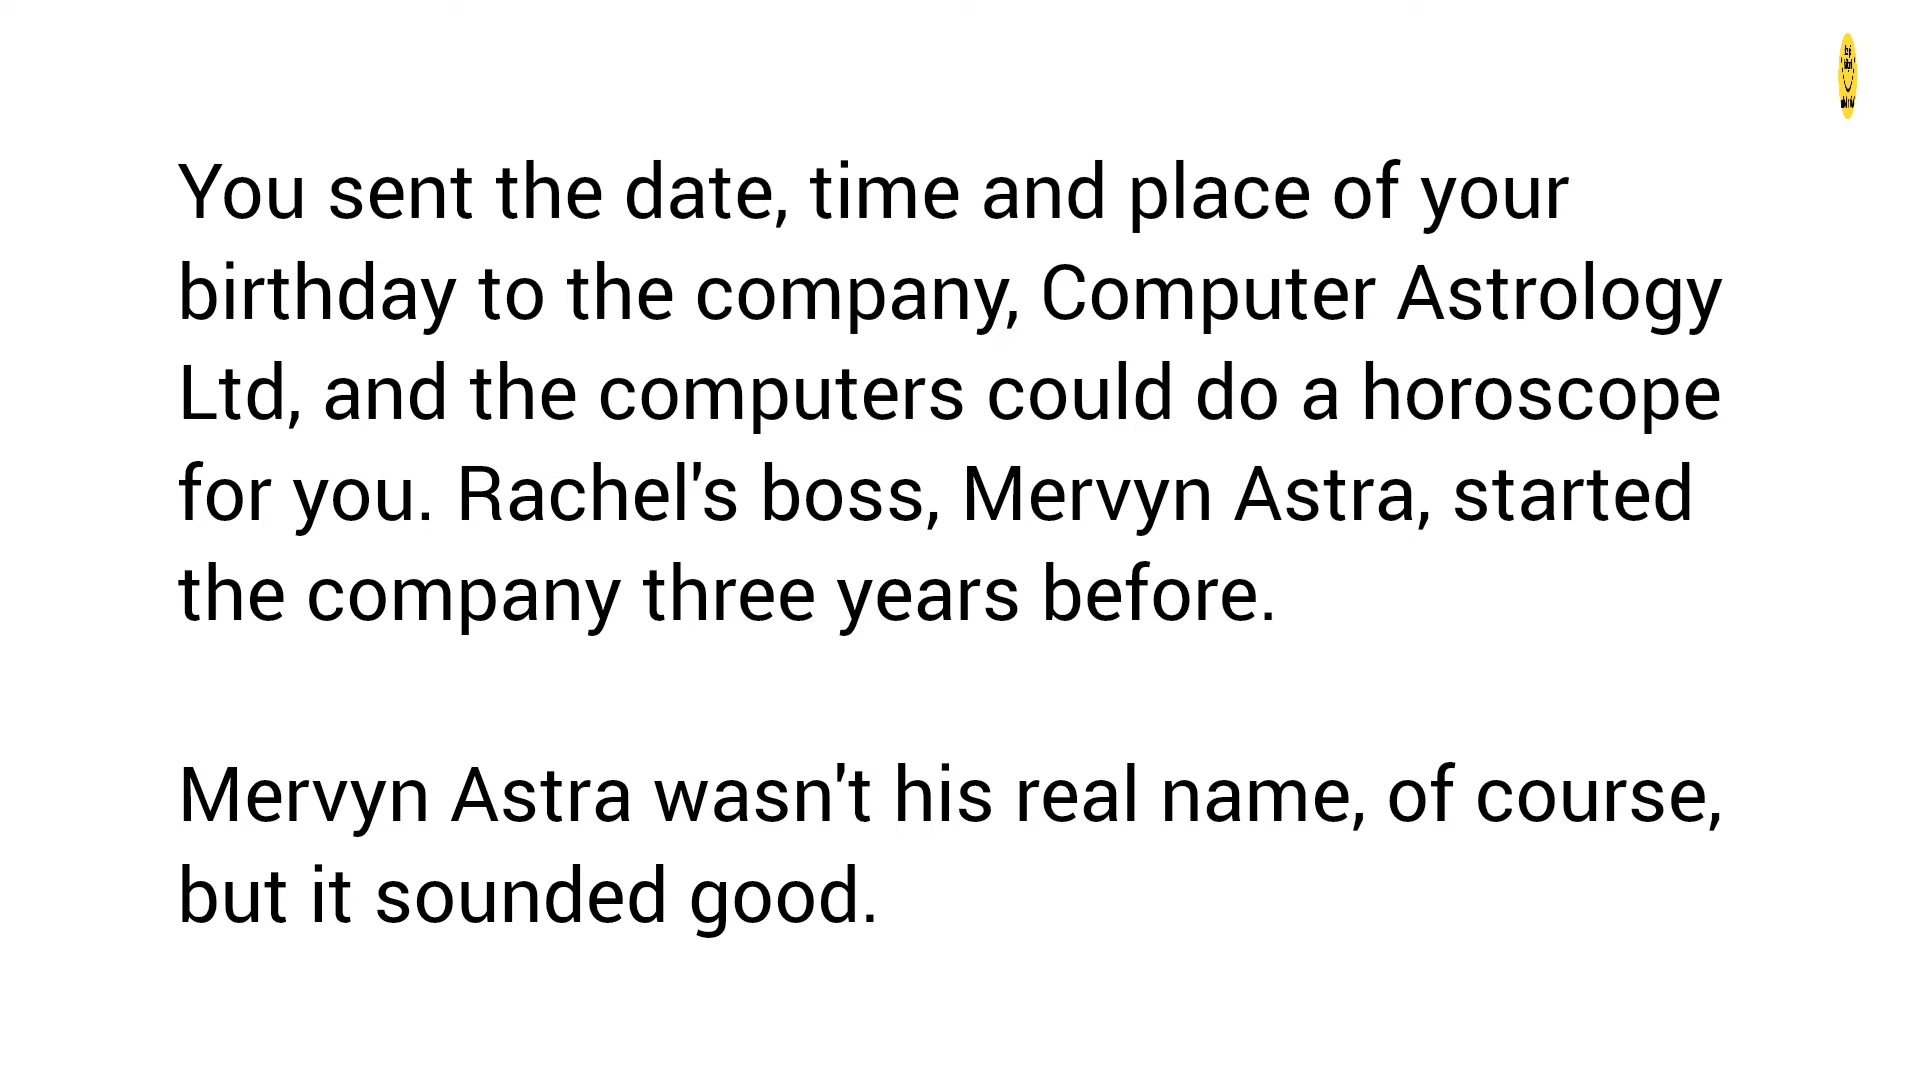 You sent the date, time and place of your
birthday to the company, Computer Astrology
Ltd, and the computers could do a horoscope
for you. Rachel's boss, Mervyn Astra, started
the company three years before.
Mervyn Astra wasn't his real name, of course,
but it sounded good.